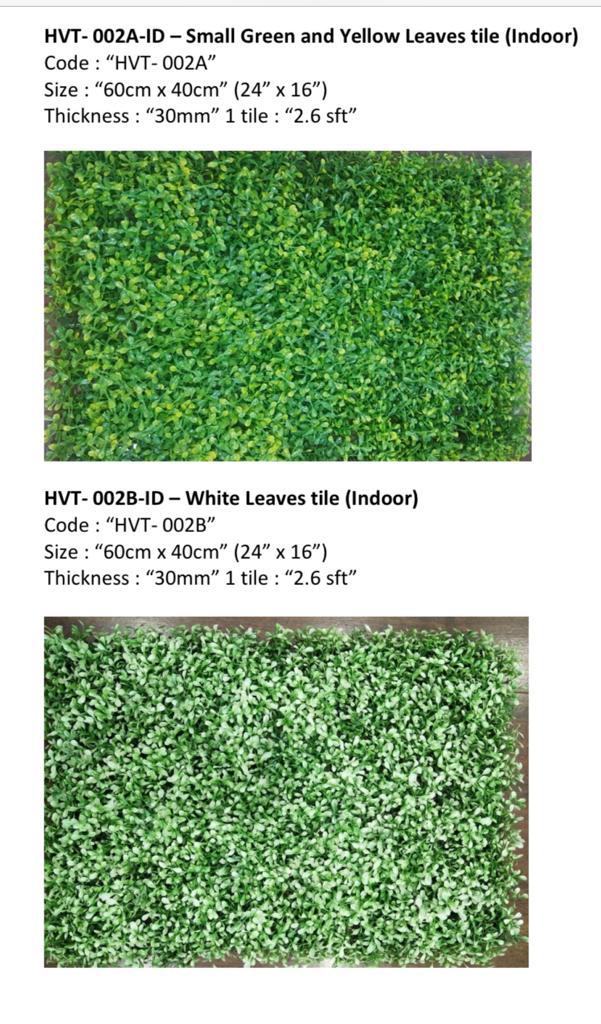 HVT- 002A-ID – Small Green and Yellow Leaves tile (Indoor)
Code : “HVT- 002A”
Size : “60cm x 40cm” (24” x 16”)
Thickness : “30mm” 1 tile : “2.6 sft”
HVT- 002B-ID – White Leaves tile (Indoor)
Code : “HVT- 002B”
Size : “60cm x 40cm” (24” x 16”)
Thickness : “30mm” 1 tile : “2.6 sft”